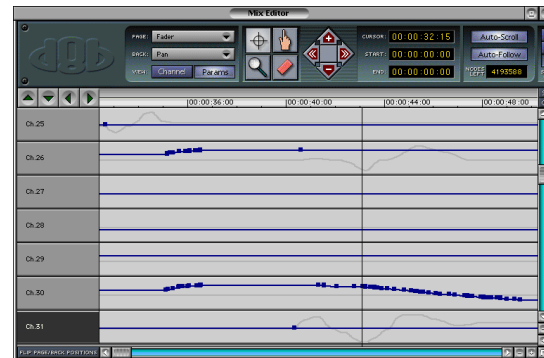 Mix Editor
PAGE: Fader
BACK: Pan
VIEW: Channel Params
CURSOR: 00:00:32:15
START: 00:00:00:00
END: 00:00:00:00
Auto-Scroll
Auto-Follow
NODES LEFT 4193588
00:00:36:00 00:00:40:00 00:00:44:00 00:00:48:00
Ch.25
Ch.26
Ch.27
Ch.28
Ch.29
Ch.30
Ch.31
FLIP PAGE/BACK POSITIONS